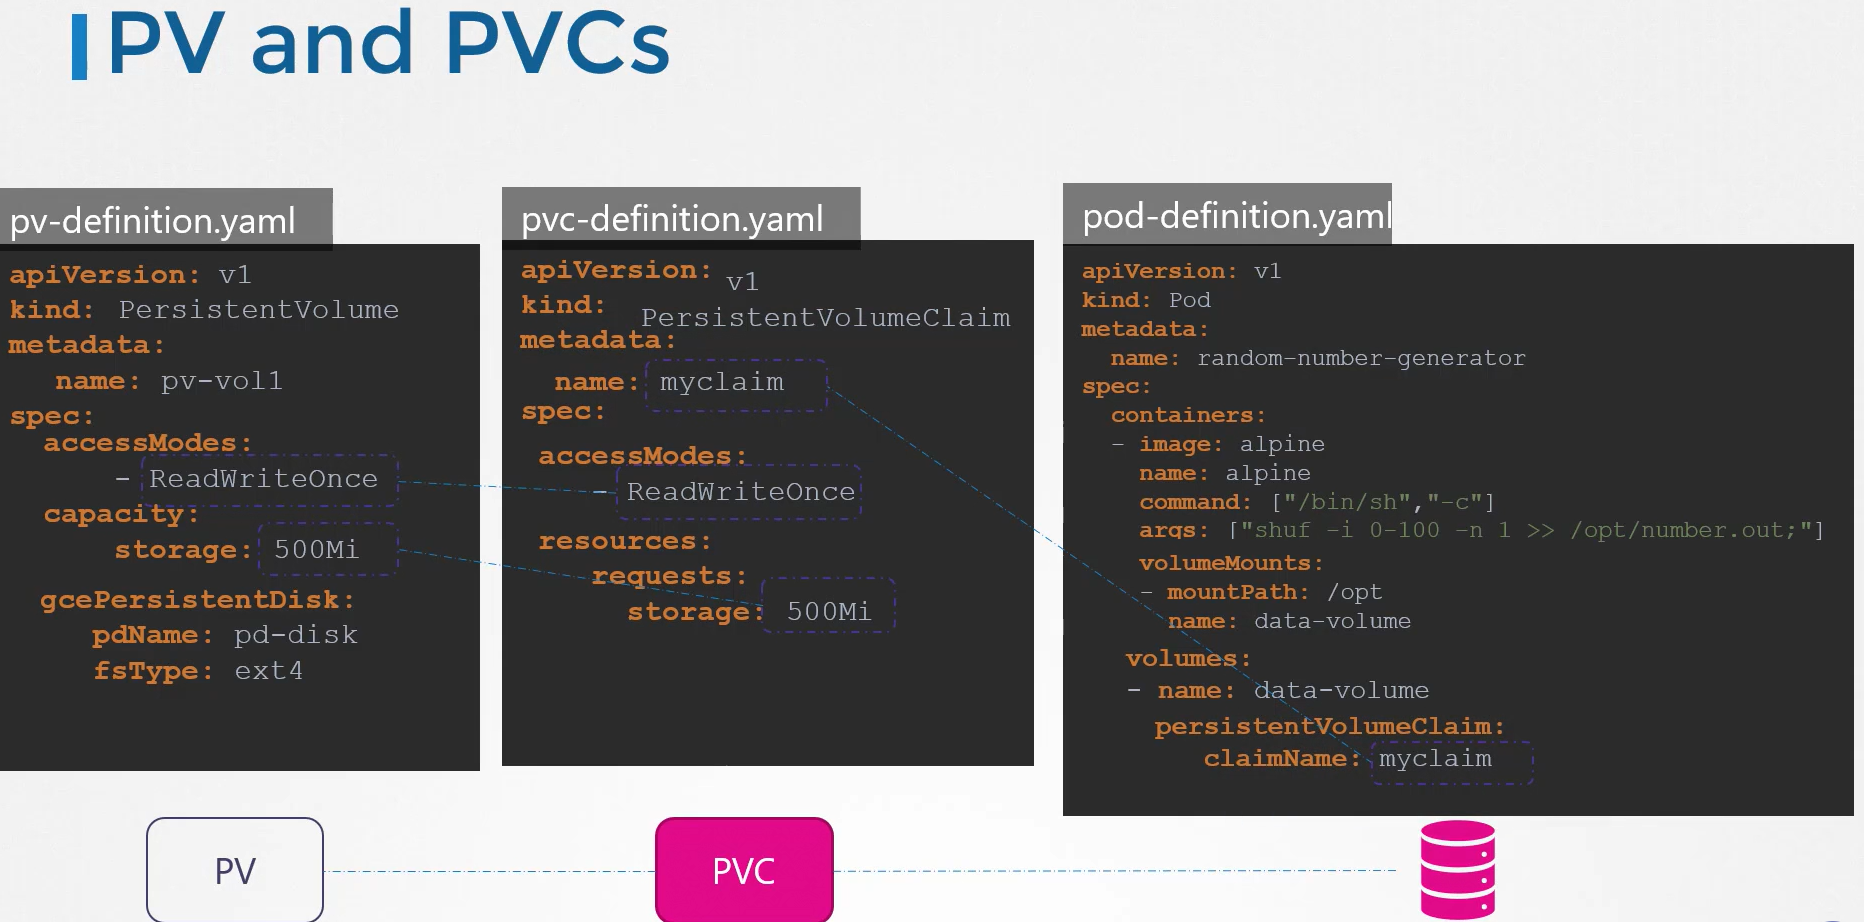 PV and PVCs
pv-definition.yaml
apiVersion: v1
kind: PersistentVolume
metadata:
name: pv-vol1
spec:
accessModes:
- ReadWriteOnce
capacity:
storage: 500Mi
gcePersistentDisk:
pdName: pd-disk
fsType: ext4
pvc-definition.yaml
apiVersion: v1
kind: PersistentVolumeClaim
metadata:
name: myclaim
spec:
accessModes:
- ReadWriteOnce
resources:
requests:
storage: 500Mi
pod-definition.yaml
apiVersion: v1
kind: Pod
metadata:
name: random-number-generator
spec:
containers:
- image: alpine
name: alpine
command: ["/bin/sh","-c"]
args: ["shuf -i 0-100 -n 1 >> /opt/number.out;"]
volumeMounts:
- mountPath: /opt
name: data-volume
volumes:
- name: data-volume
persistentVolumeClaim:
claimName: myclaim
PV
PVC